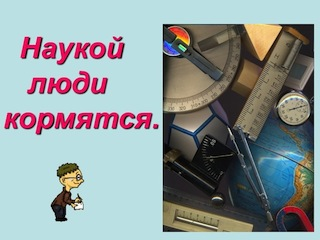 Наукой
люди
кормятся.